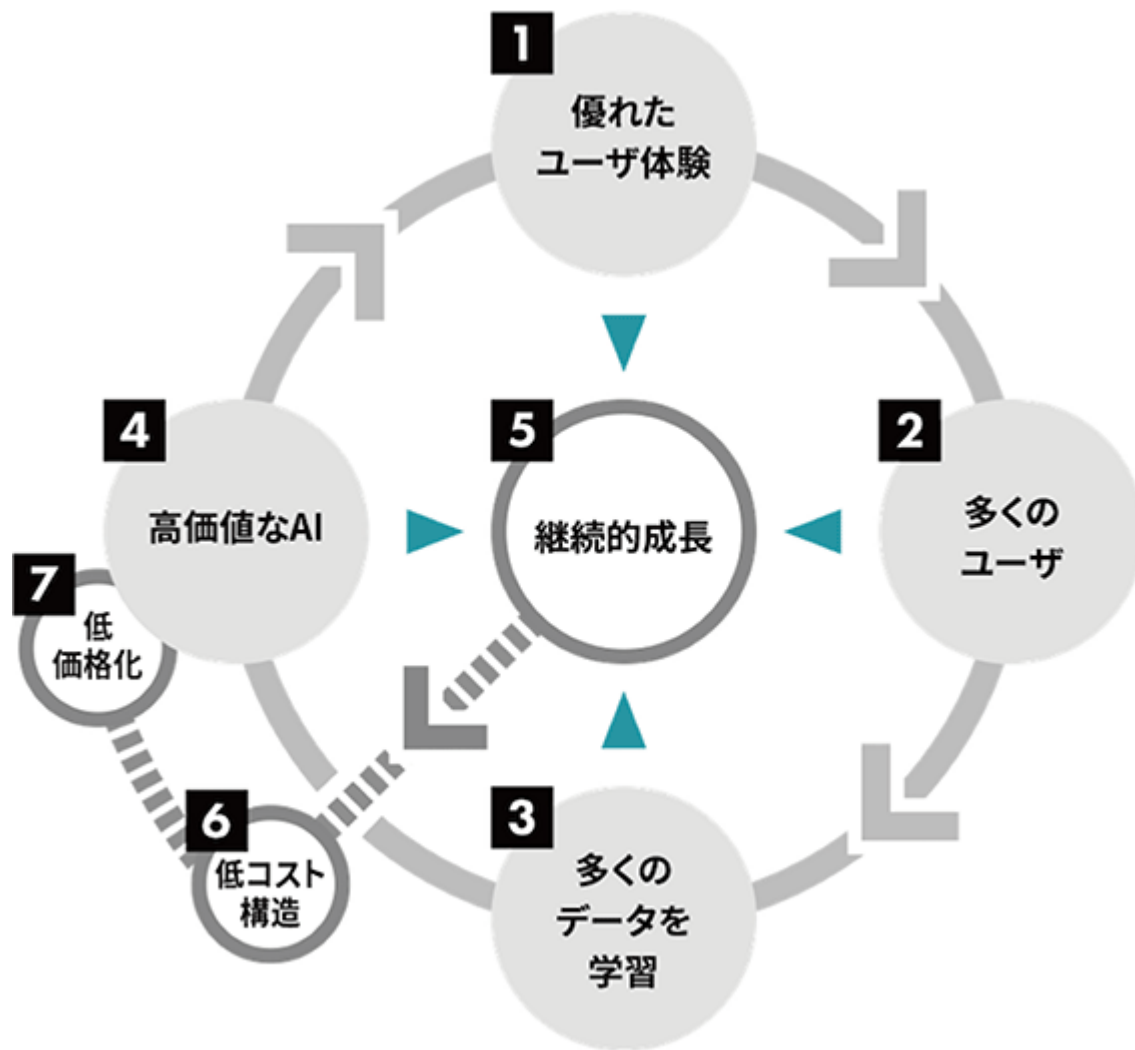 1
優れた
ユーザ体験
2
多くの
ユーザ
3
多くの
データを
学習
4
高価値なAI
5
継続的成長
6
低コスト
構造
7
低
価格化